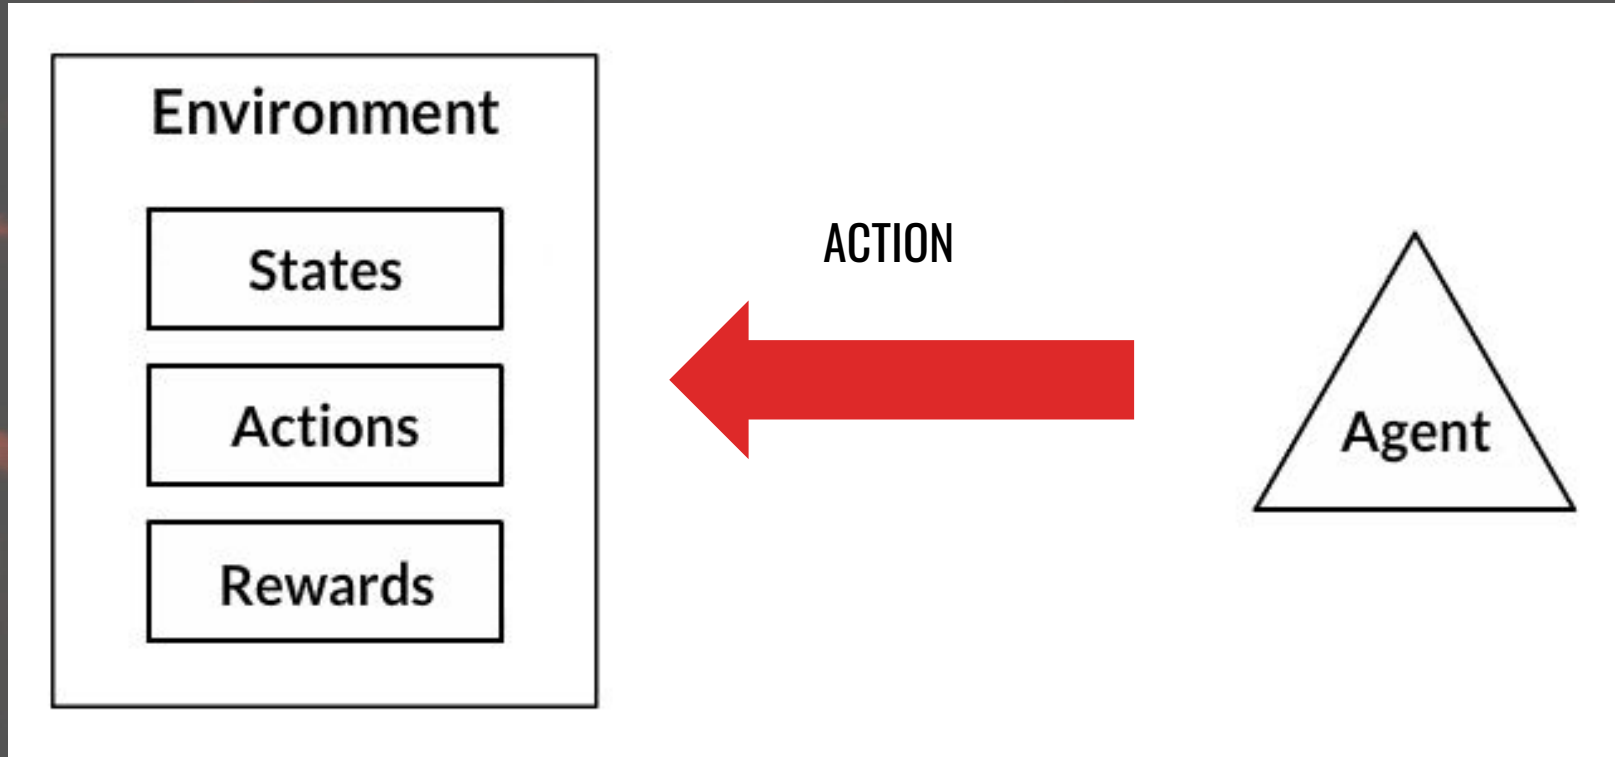 Environment
States
Actions
Rewards
ACTION
Agent